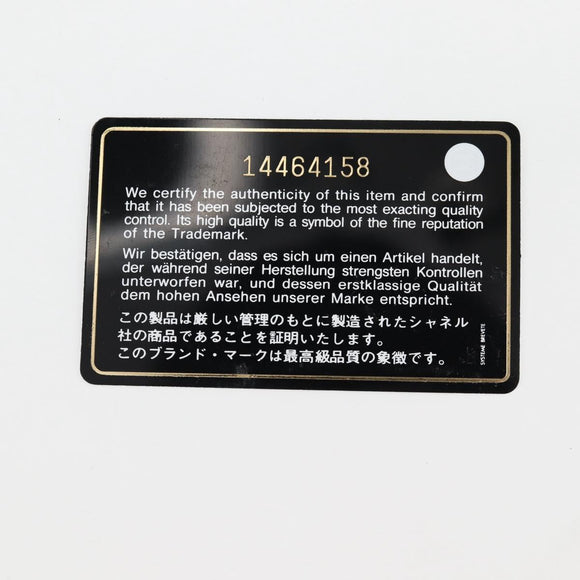 14464158
We certify the authenticity of this item and confirm
that it has been subjected to the most exacting quality
control. Its high quality is a symbol of the fine reputation
of the Trademark.
Wir bestätigen, dass es sich um einen Artikel handelt,
der während seiner Herstellung strengsten Kontrollen
unterworfen war, und dessen erstklassige Qualität
dem hohen Ansehen unserer Marke entspricht.
この製品は厳しい管理のもとに製造されたシャネル
社の商品であることを証明いたします。
このブランド・マークは最高級品質の象徴です。
SYSTEME BREVETE